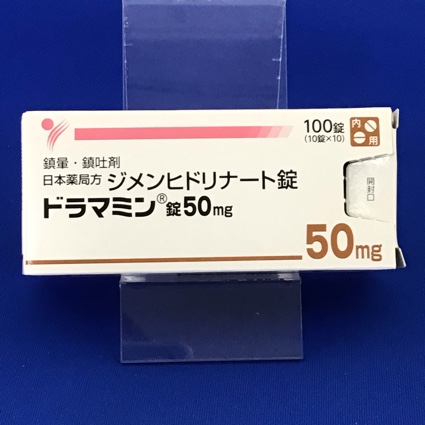 100錠
(10錠×10)
内
用
鎮暈・鎮吐剤
日本薬局方 ジメンヒドリナート錠
ドラマミン®錠50mg
開封口
50mg